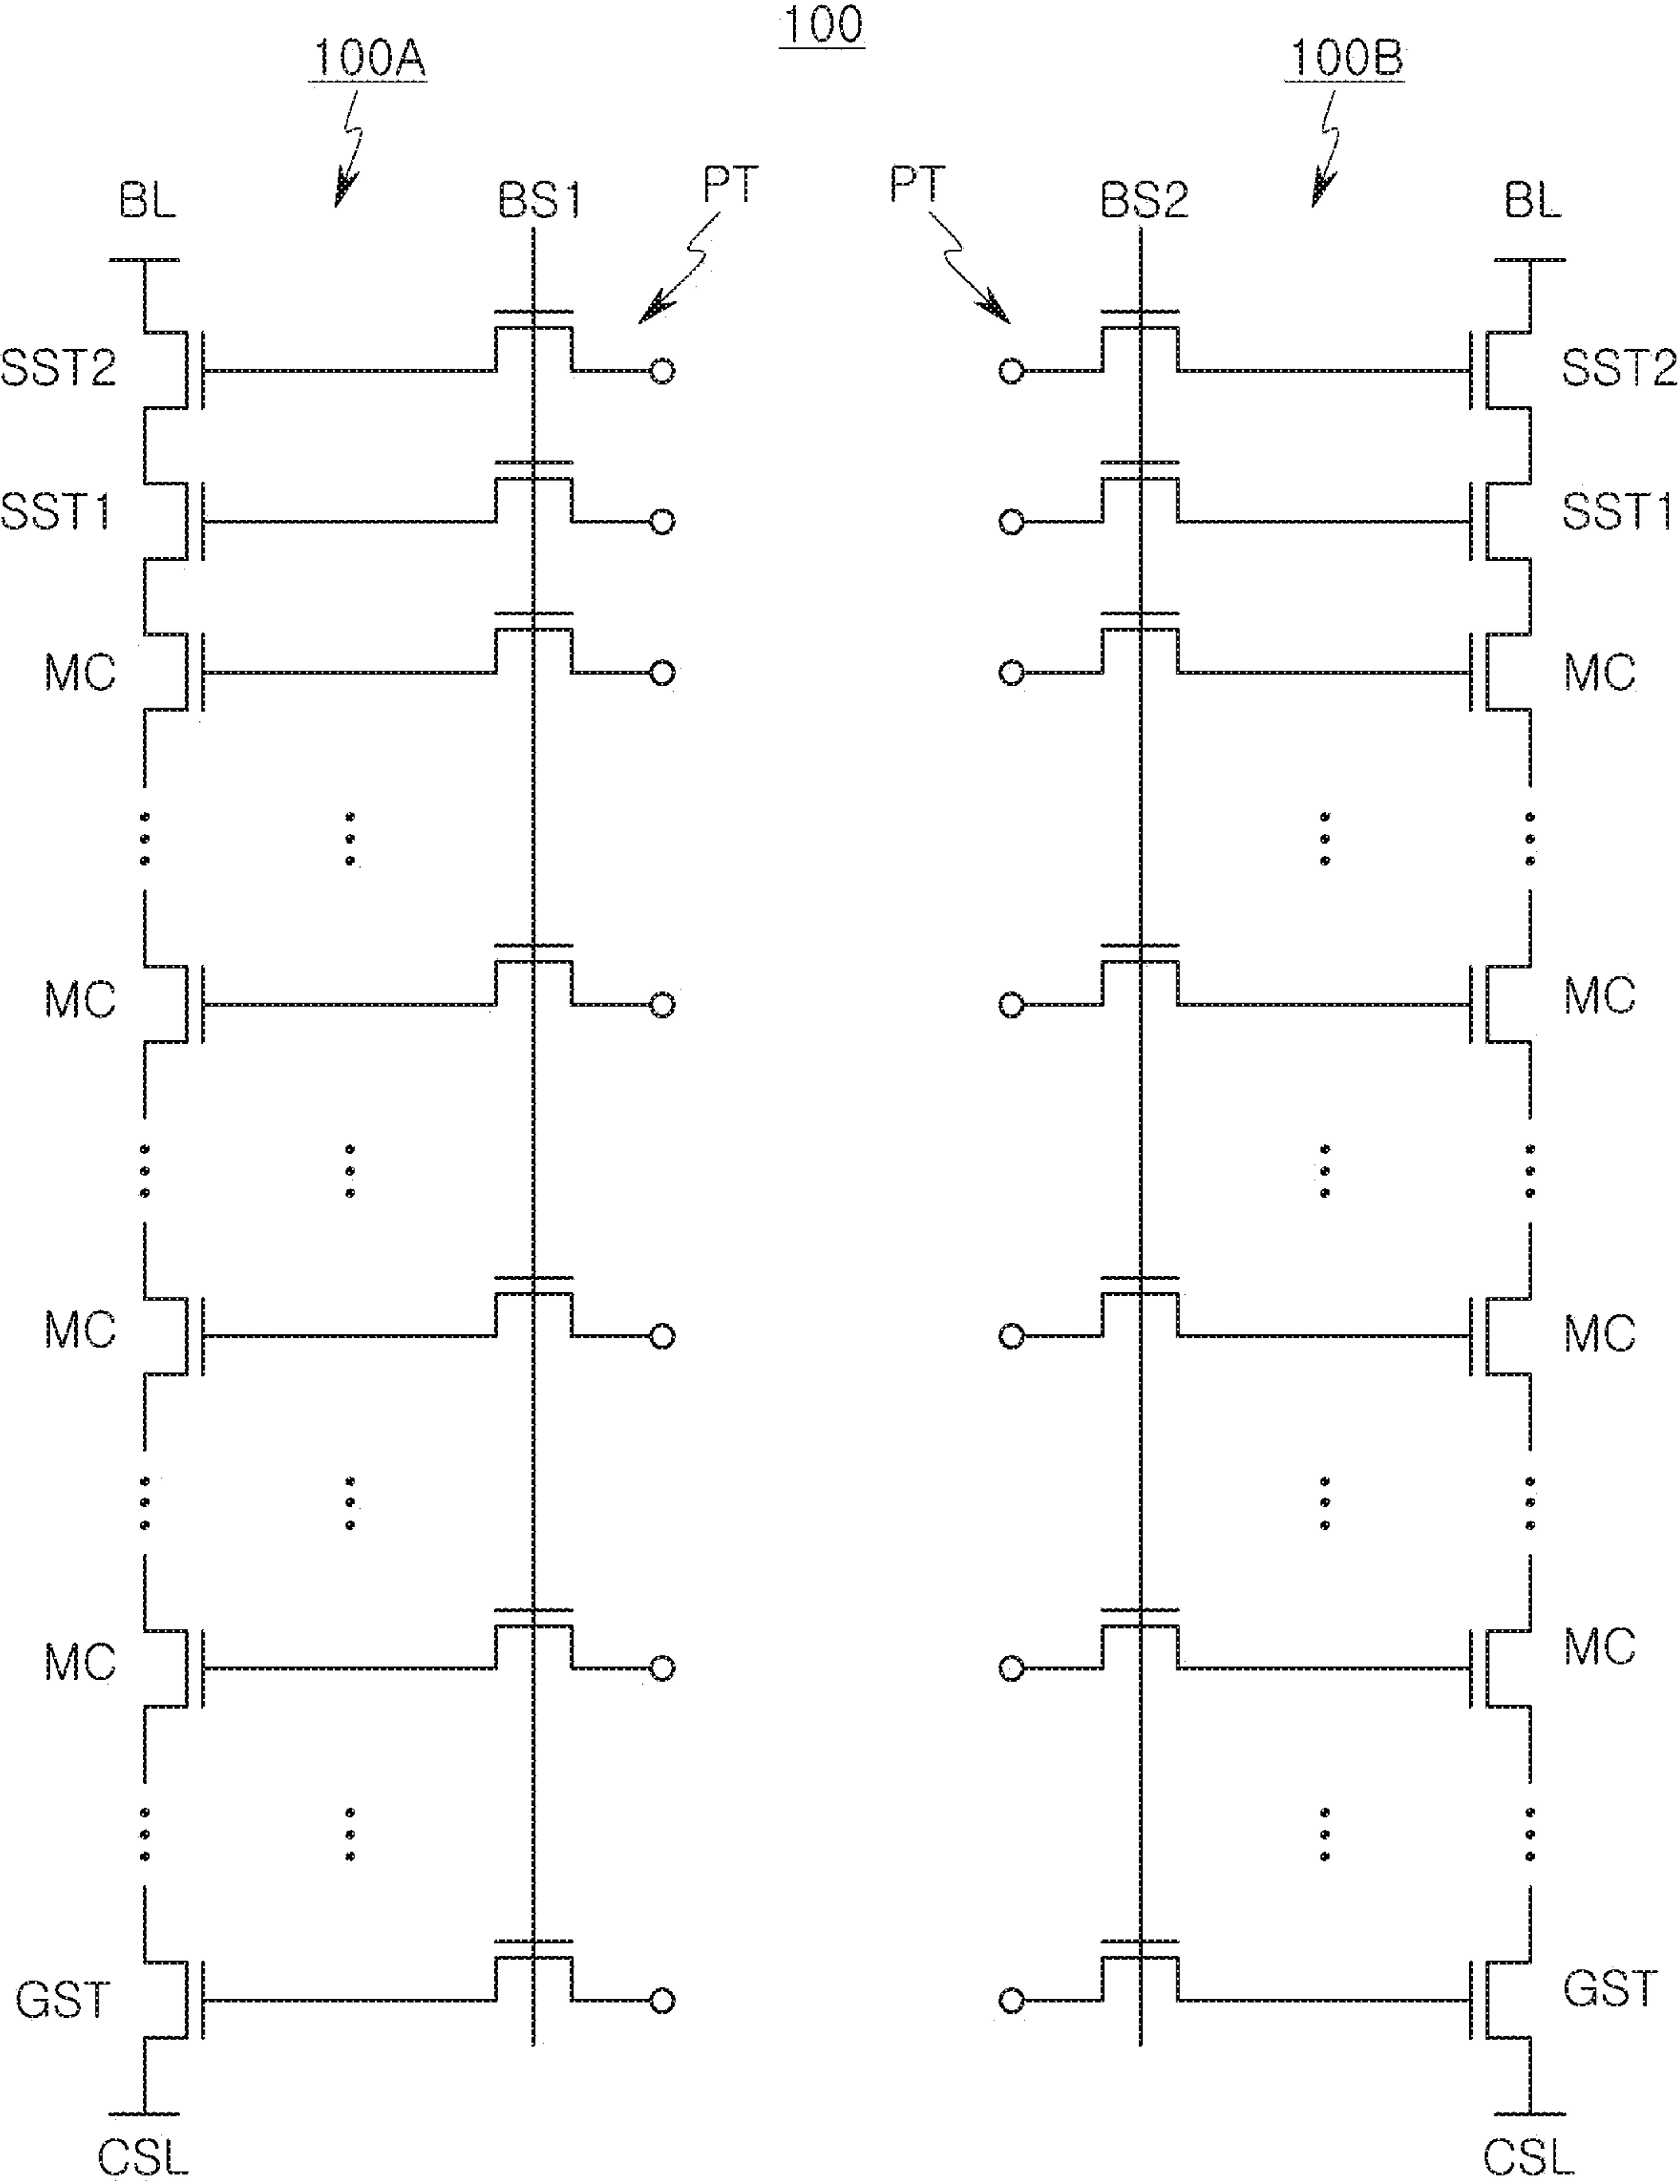 100
100A 100B
PT PT
BL BS1 BS2 BL
SST2 SST2
SST1 SST1
MC MC
MC MC
MC MC
MC MC
GST GST
CSL CSL